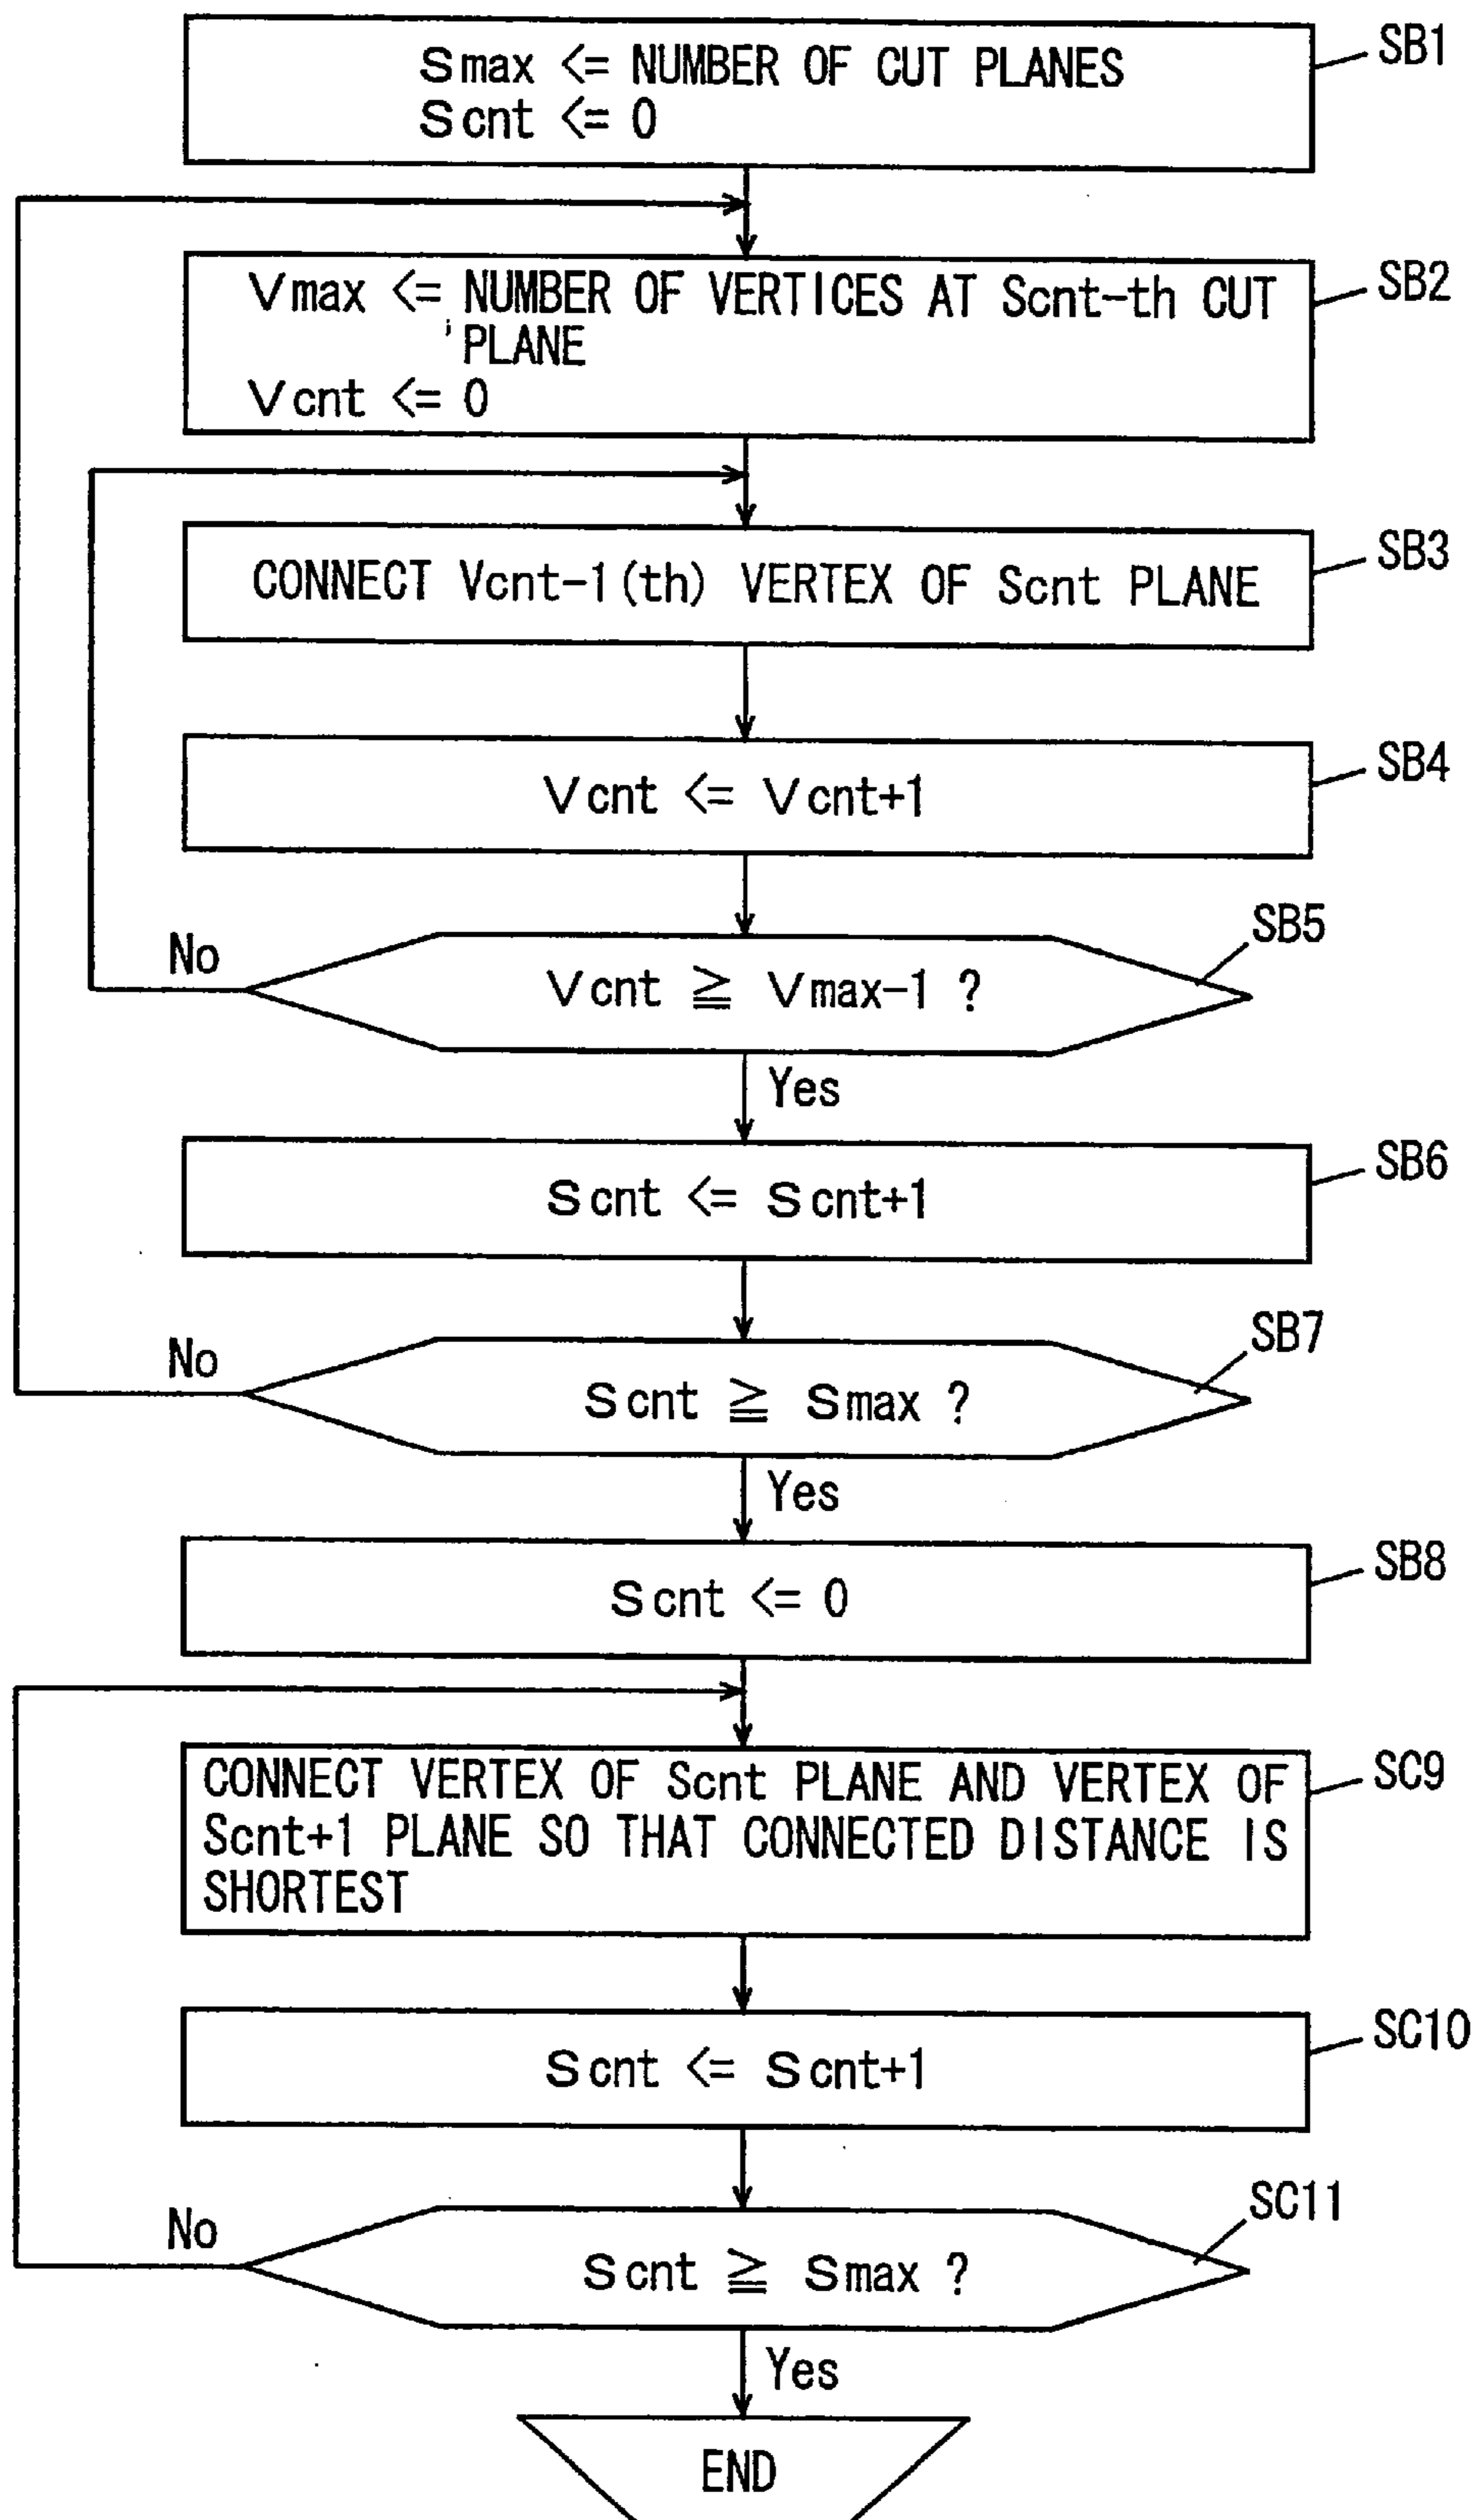 Smax <= NUMBER OF CUT PLANES
Scnt <= 0
SB1
Vmax <= NUMBER OF VERTICES AT Scnt-th CUT
PLANE
Vcnt <= 0
SB2
CONNECT Vcnt-1(th) VERTEX OF Scnt PLANE
SB3
Vcnt <= Vcnt+1
SB4
Vcnt ≧ Vmax-1 ?
SB5
No
Yes
Scnt <= Scnt+1
SB6
Scnt ≧ Smax ?
SB7
No
Yes
Scnt <= 0
SB8
CONNECT VERTEX OF Scnt PLANE AND VERTEX OF
Scnt+1 PLANE SO THAT CONNECTED DISTANCE IS
SHORTEST
SC9
Scnt <= Scnt+1
SC10
Scnt ≧ Smax ?
SC11
No
Yes
END